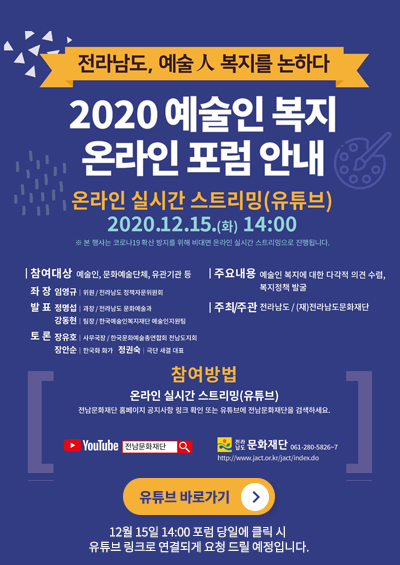 전라남도, 예술人 복지를 논하다
2020 예술인 복지
온라인 포럼 안내
온라인 실시간 스트리밍(유튜브)
2020.12.15.(화) 14:00
※ 본 행사는 코로나19 확산 방지를 위해 비대면 온라인 실시간 스트리밍으로 진행됩니다.
참여대상 예술인, 문화예술단체, 유관기관 등
좌 장 임영규 | 위원 / 전라남도 정책자문위원회
발 표 정명섭 | 과장 / 전라남도 문화예술과
강동현 | 팀장 / 한국예술인복지재단 예술인지원팀
토 론 장유호 | 사무국장 / 한국문화예술총연합회 전남도지회
장안순 | 한국화 화가 정권숙 | 극단 새결 대표
주요내용 예술인 복지에 대한 다각적 의견 수렴,
복지정책 발굴
주최/주관 전라남도 / (재)전라남도문화재단
참여방법
온라인 실시간 스트리밍(유튜브)
전남문화재단 홈페이지 공지사항 링크 확인 또는 유튜브에 전남문화재단을 검색하세요.
YouTube 전남문화재단
전라남도 문화재단 061-280-5826~7
http://www.jact.or.kr/jact/index.do
유튜브 바로가기
12월 15일 14:00 포럼 당일에 클릭 시
유튜브 링크로 연결되게 요청 드릴 예정입니다.